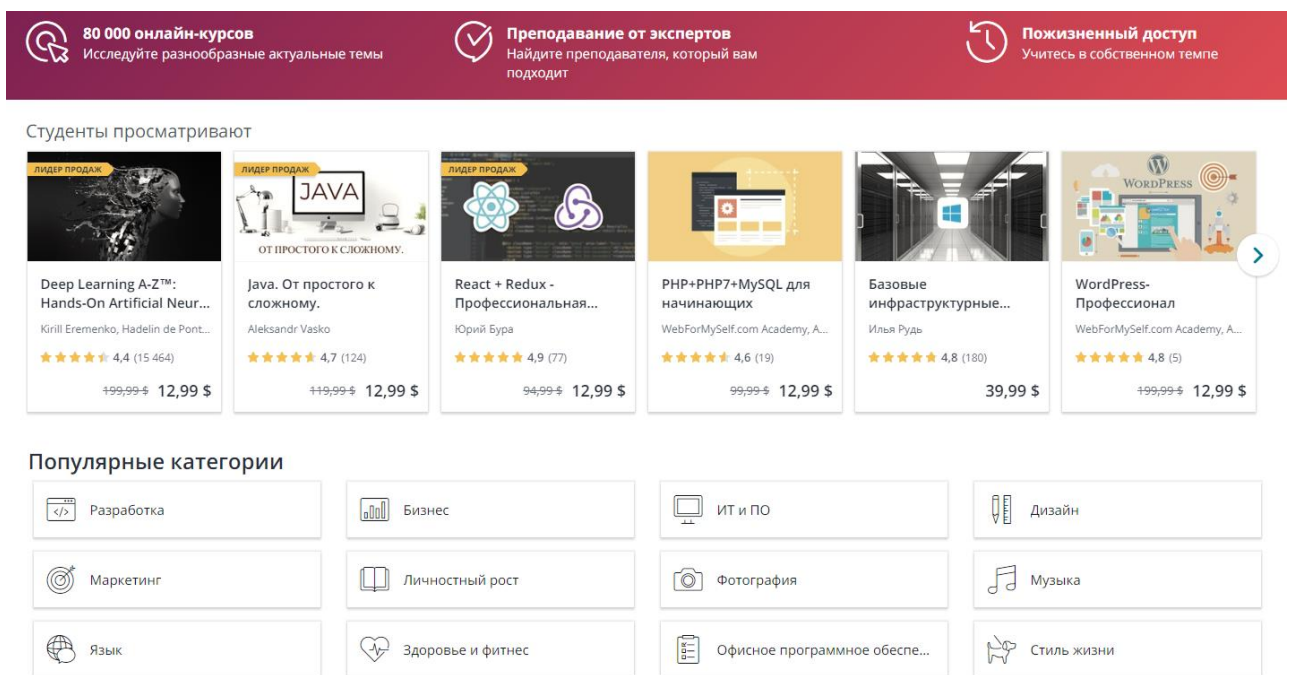 80 000 онлайн-курсов
Исследуйте разнообразные актуальные темы
Преподавание от экспертов
Найдите преподавателя, который вам
подходит
Пожизненный доступ
Учитесь в собственном темпе
Студенты просматривают
ЛИДЕР ПРОДАЖ
Deep Learning A-Z™:
Hands-On Artificial Neur...
Kirill Eremenko, Hadelin de Pont...
4,4 (15 464)
199,99 $ 12,99 $
ЛИДЕР ПРОДАЖ
JAVA
ОТ ПРОСТОГО К СЛОЖНОМУ.
Java. От простого к
сложному.
Aleksandr Vasko
4,7 (124)
119,99 $ 12,99 $
ЛИДЕР ПРОДАЖ
React + Redux -
Профессиональная...
Юрий Бура
4,9 (77)
94,99 $ 12,99 $
PHP+PHP7+MySQL для
начинающих
WebForMySelf.com Academy, A...
4,6 (19)
99,99 $ 12,99 $
Базовые
инфраструктурные...
Илья Рудь
4,8 (180)
39,99 $
WORDPRESS
WordPress-
Профессионал
WebForMySelf.com Academy, A...
4,8 (5)
199,99 $ 12,99 $
Популярные категории
Разработка
Бизнес
ИТ и ПО
Дизайн
Маркетинг
Личностный рост
Фотография
Музыка
Язык
Здоровье и фитнес
Офисное программное обеспе...
Стиль жизни